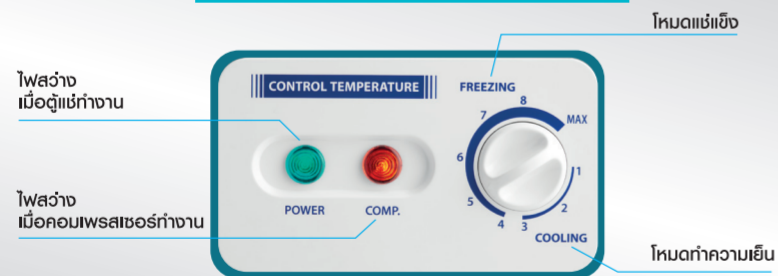 โหมดแช่แข็ง
ไฟสว่าง
เมื่อตู้แช่ทำงาน
CONTROL TEMPERATURE
FREEZING
8
7
MAX
6
1
5
2
4
3
POWER
COMP.
COOLING
ไฟสว่าง
เมื่อคอมเพรสเซอร์ทำงาน
โหมดทำความเย็น